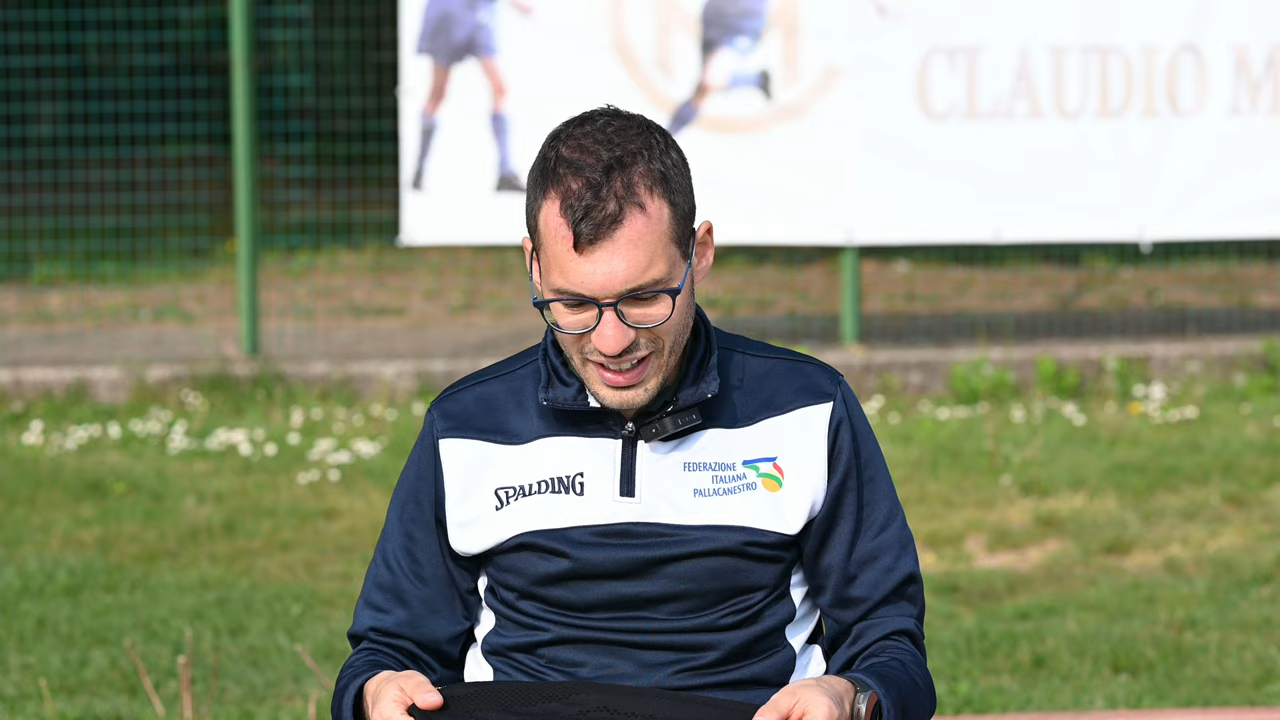 CLAUDIO M
SPALDING
FEDERAZIONE
ITALIANA
PALLACANESTRO